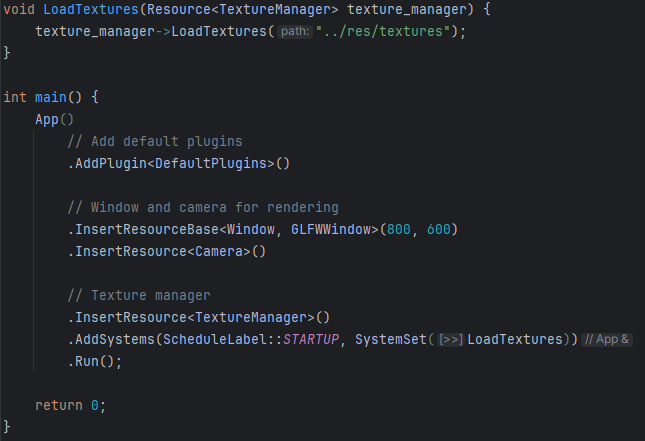 void LoadTextures(Resource<TextureManager> texture_manager) {
    texture_manager->LoadTextures( path: "../res/textures");
}

int main() {
    App()
        // Add default plugins
        .AddPlugin<DefaultPlugins>()

        // Window and camera for rendering
        .InsertResourceBase<Window, GLFWWindow>(800, 600)
        .InsertResource<Camera>()

        // Texture manager
        .InsertResource<TextureManager>()
        .AddSystems(ScheduleLabel::STARTUP, SystemSet([>>]LoadTextures)) // App &
        .Run();

    return 0;
}